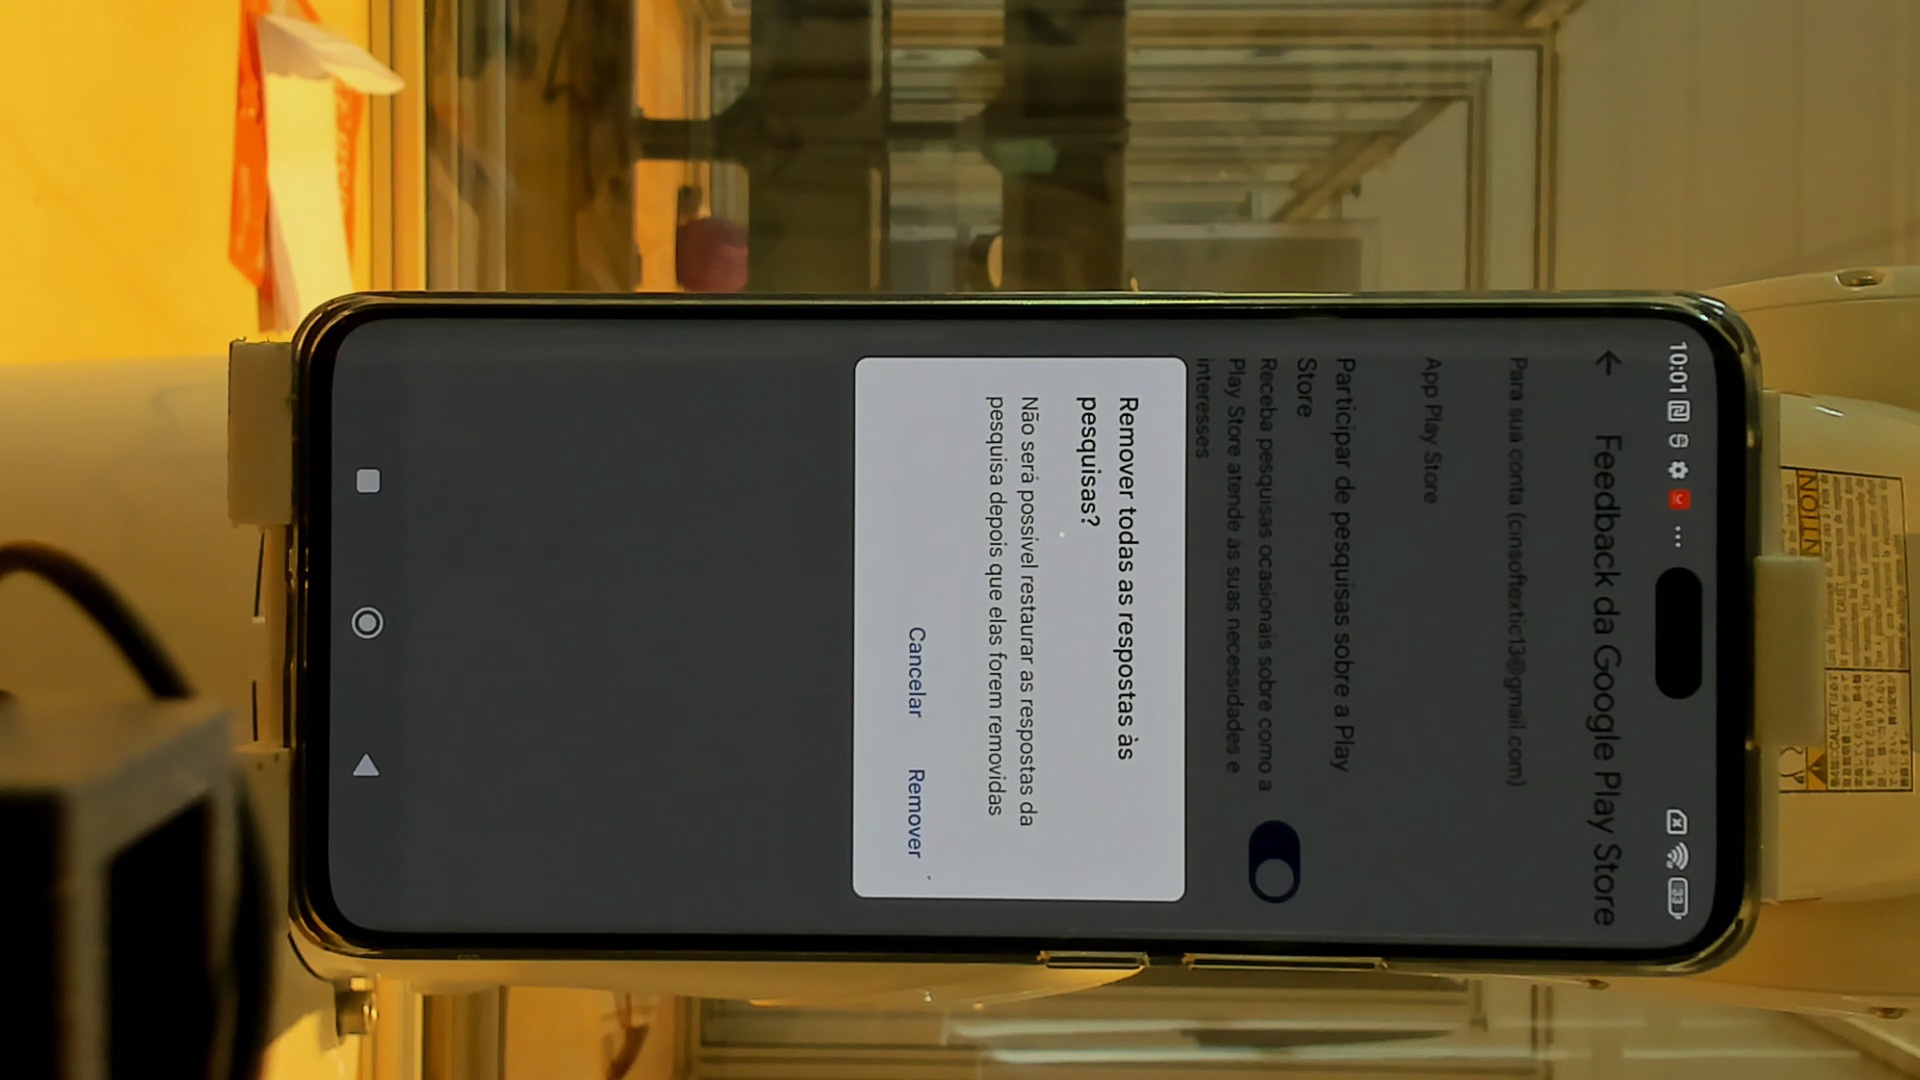 10:01
33
Feedback da Google Play Store
Para sua conta (cinsoftextic13@gmail.com)
App Play Store
Participar de pesquisas sobre a Play
Store
Receba pesquisas ocasionais sobre como a
Play Store atende às suas necessidades e
interesses
Remover todas as respostas às
pesquisas?
Não será possível restaurar as respostas da
pesquisa depois que elas forem removidas
Cancelar
Remover